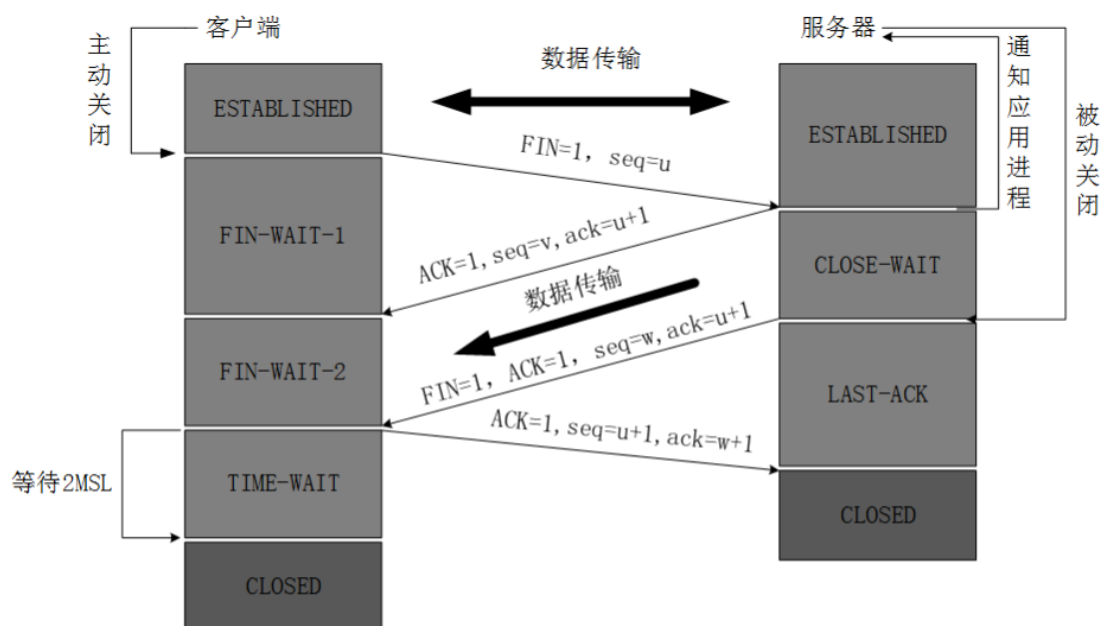 客户端
服务器
主动关闭
数据传输
通知应用进程
被动关闭
ESTABLISHED
ESTABLISHED
FIN=1, seq=u
FIN-WAIT-1
ACK=1,seq=v,ack=u+1
CLOSE-WAIT
数据传输
FIN-WAIT-2
FIN=1, ACK=1, seq=w,ack=u+1
LAST-ACK
ACK=1,seq=u+1,ack=w+1
等待2MSL
TIME-WAIT
CLOSED
CLOSED